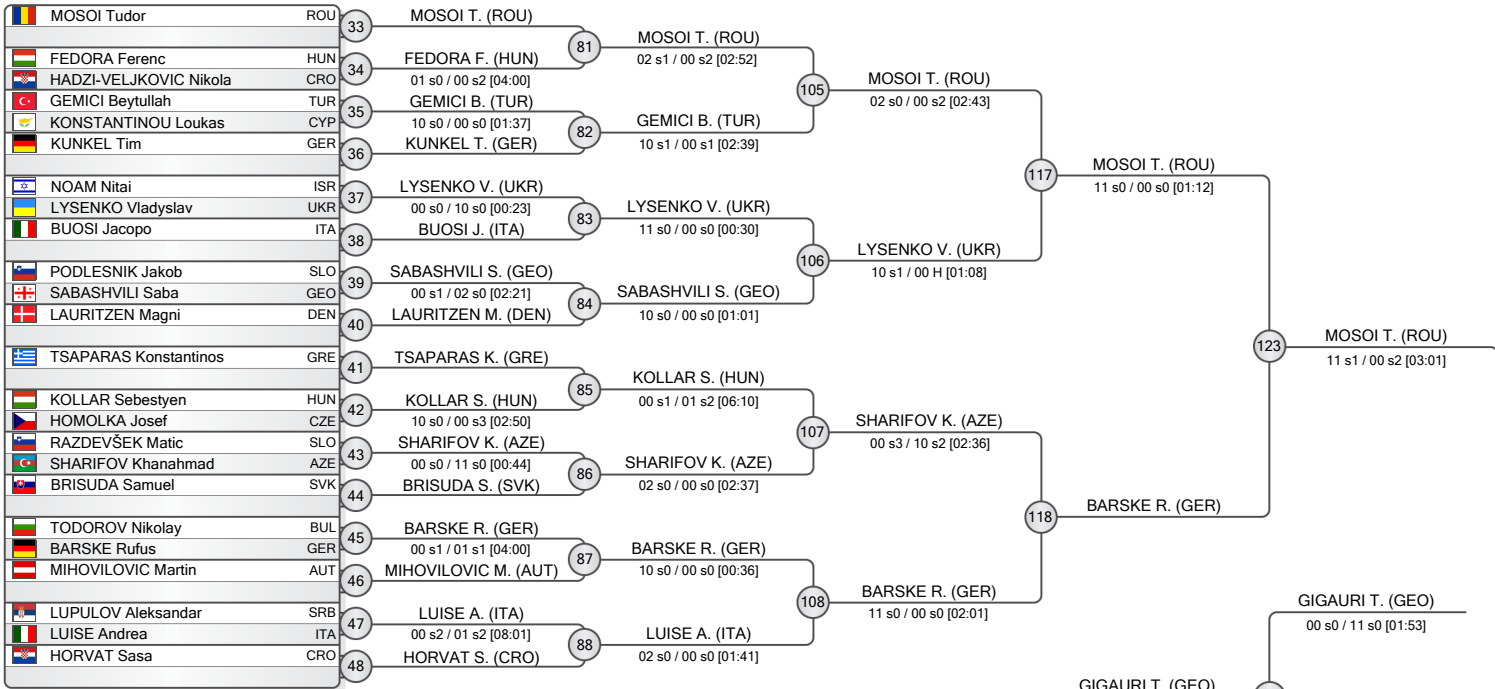 MOSOI Tudor ROU
FEDORA Ferenc HUN
HADZI-VELJKOVIC Nikola CRO
GEMICI Beytullah TUR
KONSTANTINOU Loukas CYP
KUNKEL Tim GER
NOAM Nitai ISR
LYSENKO Vladyslav UKR
BUOSI Jacopo ITA
PODLESNIK Jakob SLO
SABASHVILI Saba GEO
LAURITZEN Magni DEN
TSAPARAS Konstantinos GRE
KOLLAR Sebestyen HUN
HOMOLKA Josef CZE
RAZDEVŠEK Matic SLO
SHARIFOV Khanahmad AZE
BRISUDA Samuel SVK
TODOROV Nikolay BUL
BARSKE Rufus GER
MIHOVILOVIC Martin AUT
LUPULOV Aleksandar SRB
LUISE Andrea ITA
HORVAT Sasa CRO
33
MOSOI T. (ROU)
34
FEDORA F. (HUN)
01 s0 / 00 s2 [04:00]
35
GEMICI B. (TUR)
10 s0 / 00 s0 [01:37]
36
KUNKEL T. (GER)
37
LYSENKO V. (UKR)
00 s0 / 10 s0 [00:23]
38
BUOSI J. (ITA)
39
SABASHVILI S. (GEO)
00 s1 / 02 s0 [02:21]
40
LAURITZEN M. (DEN)
41
TSAPARAS K. (GRE)
42
KOLLAR S. (HUN)
10 s0 / 00 s3 [02:50]
43
SHARIFOV K. (AZE)
00 s0 / 11 s0 [00:44]
44
BRISUDA S. (SVK)
45
BARSKE R. (GER)
00 s1 / 01 s1 [04:00]
46
MIHOVILOVIC M. (AUT)
47
LUISE A. (ITA)
00 s2 / 01 s2 [08:01]
48
HORVAT S. (CRO)
81
MOSOI T. (ROU)
02 s1 / 00 s2 [02:52]
82
GEMICI B. (TUR)
10 s1 / 00 s1 [02:39]
83
LYSENKO V. (UKR)
11 s0 / 00 s0 [00:30]
84
SABASHVILI S. (GEO)
10 s0 / 00 s0 [01:01]
85
KOLLAR S. (HUN)
00 s1 / 01 s2 [06:10]
86
SHARIFOV K. (AZE)
02 s0 / 00 s0 [02:37]
87
BARSKE R. (GER)
10 s0 / 00 s0 [00:36]
88
LUISE A. (ITA)
02 s0 / 00 s0 [01:41]
105
MOSOI T. (ROU)
02 s0 / 00 s2 [02:43]
106
LYSENKO V. (UKR)
10 s1 / 00 H [01:08]
107
SHARIFOV K. (AZE)
00 s3 / 10 s2 [02:36]
108
BARSKE R. (GER)
11 s0 / 00 s0 [02:01]
117
MOSOI T. (ROU)
11 s0 / 00 s0 [01:12]
118
BARSKE R. (GER)
123
MOSOI T. (ROU)
11 s1 / 00 s2 [03:01]
GIGAURI T. (GEO)
00 s0 / 11 s0 [01:53]
GIGAURI T. (GEO)